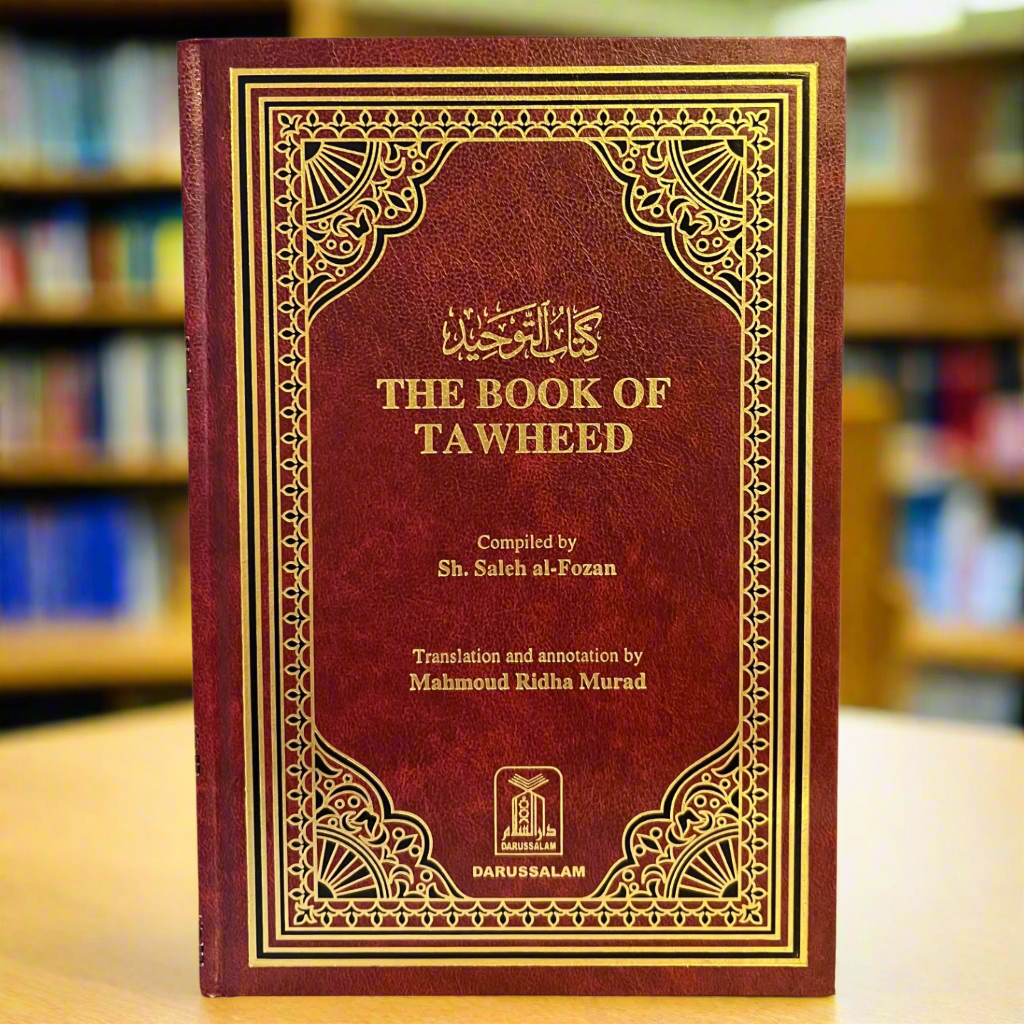 كتاب التوحيد
THE BOOK OF
TAWHEED
Compiled by
Sh. Saleh al-Fozan
Translation and annotation by
Mahmoud Ridha Murad
دار السلام
DARUSSALAM
DARUSSALAM